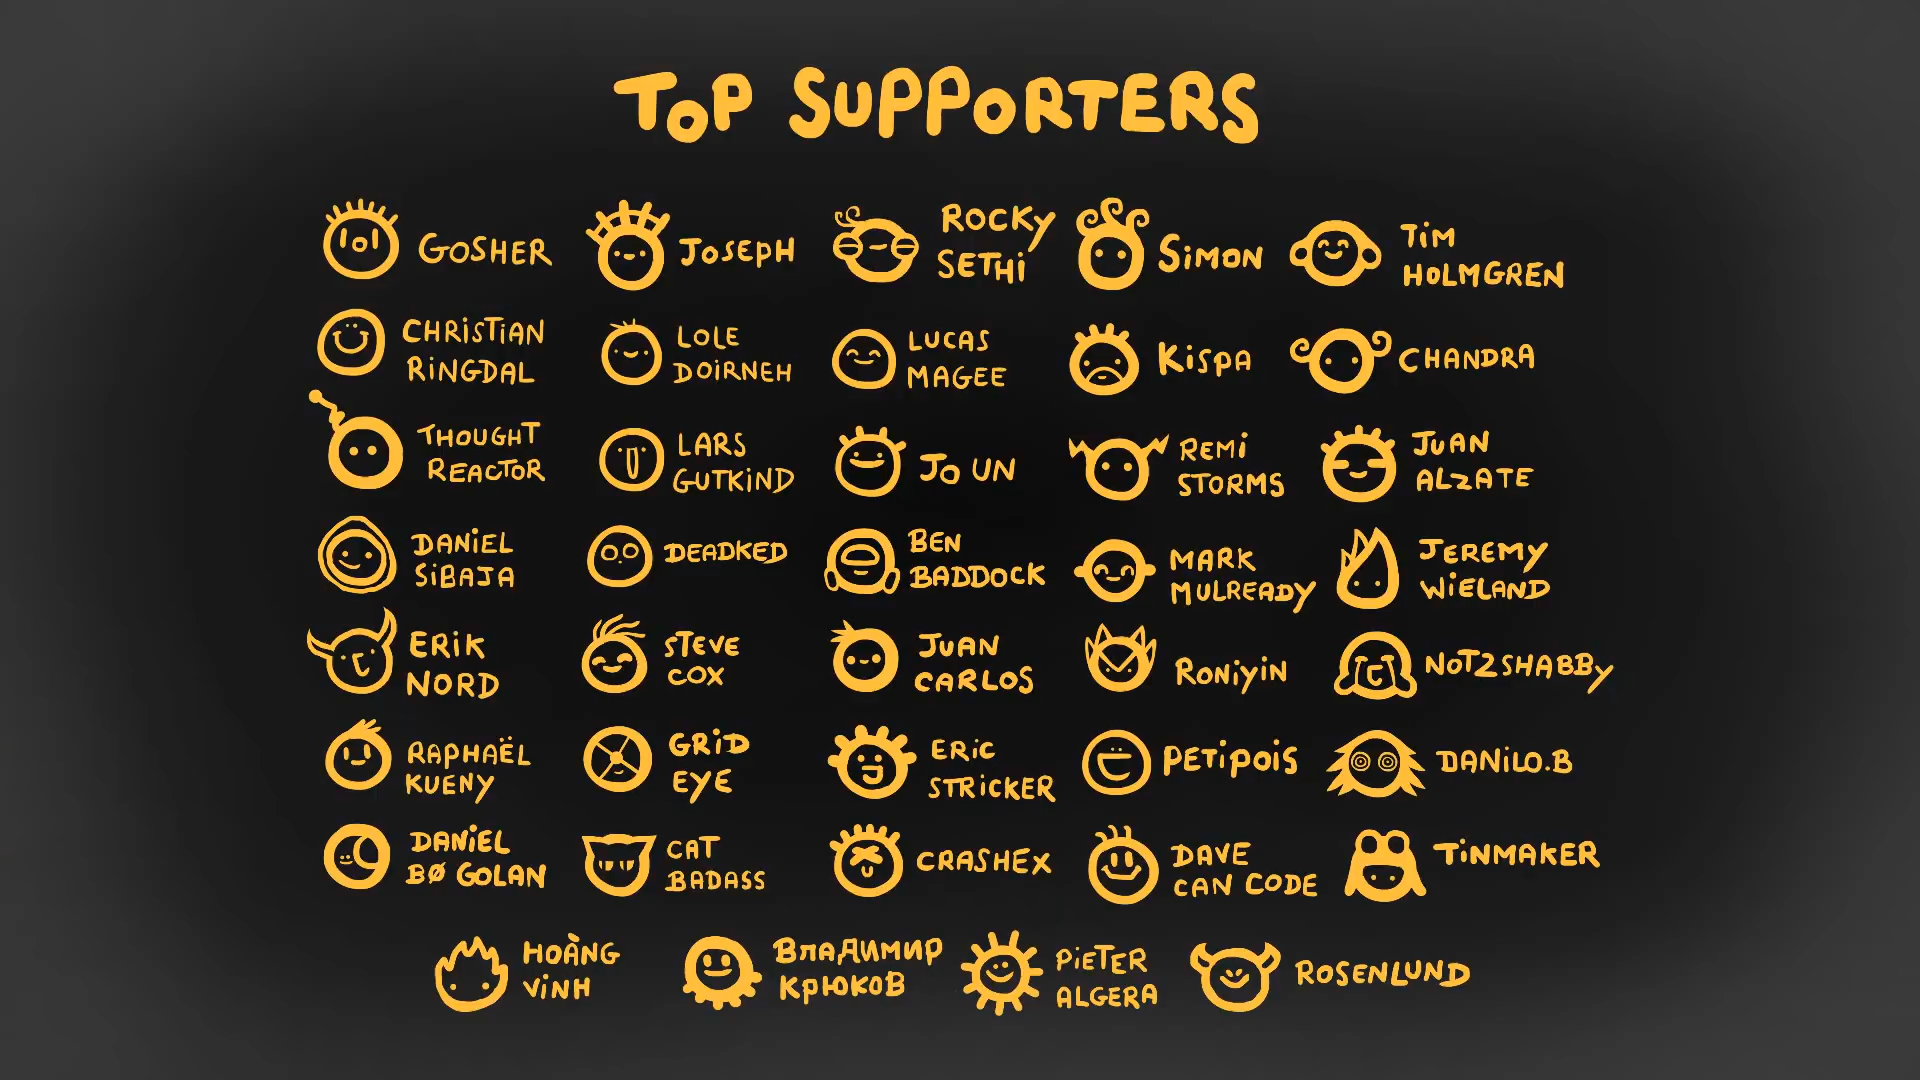 TOP SUPPORTERS
GOSHER
JOSEPH
ROCKY
SETHI
SIMON
TIM
HOLMGREN
CHRISTIAN
RINGDAL
LOLE
DOIRNEH
LUCAS
MAGEE
KISPA
CHANDRA
THOUGHT
REACTOR
LARS
GUTKIND
JO UN
REMI
STORMS
JUAN
ALZATE
DANIEL
SIBAJA
DEADKED
BEN
BADDOCK
MARK
MULREADY
JEREMY
WIELAND
ERIK
NORD
STEVE
COX
JUAN
CARLOS
RONIYIN
NOT2SHABBY
RAPHAËL
KUENY
GRID
EYE
ERIC
STRICKER
PETIPOIS
DANILO.B
DANIEL
BØ GOLAN
CAT
BADASS
CRASHEX
DAVE
CAN CODE
TINMAKER
HOÀNG
VINH
ВЛАДИМИР
КРЮКОВ
PIETER
ALGERA
ROSENLUND